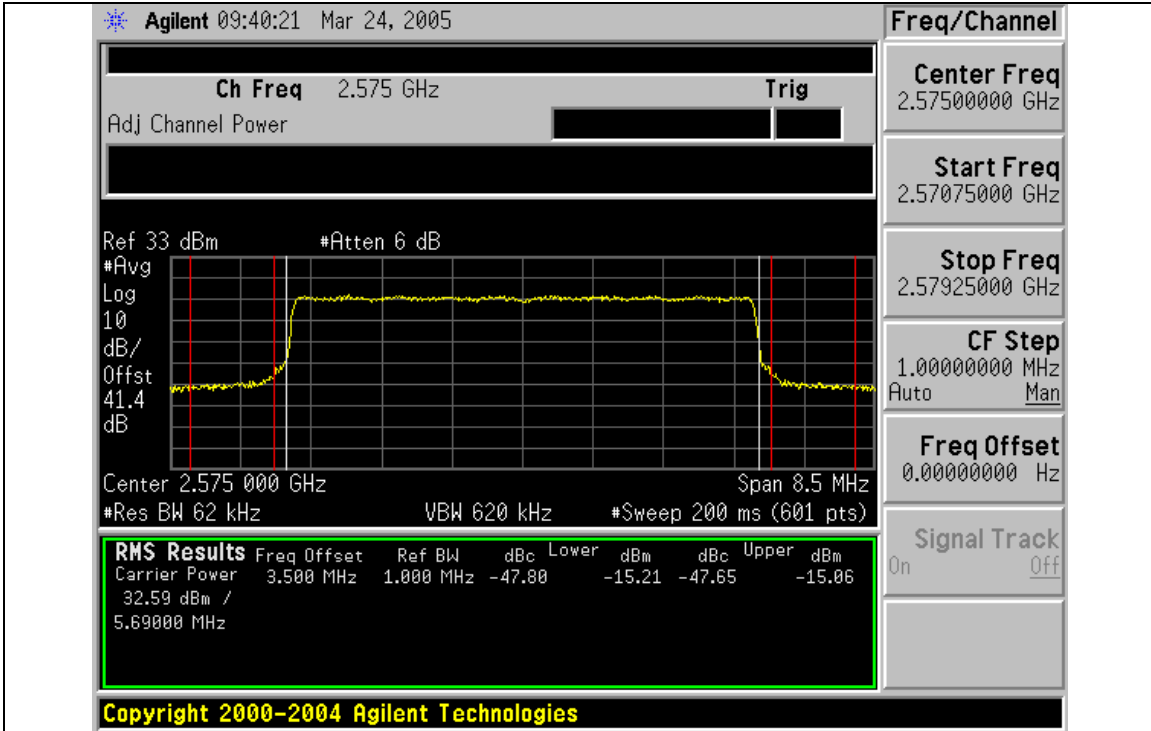 Agilent 09:40:21 Mar 24, 2005
Freq/Channel
Ch Freq 2.575 GHz Trig
Adj Channel Power
Center Freq
2.57500000 GHz
Start Freq
2.57075000 GHz
Stop Freq
2.57925000 GHz
CF Step
1.00000000 MHz
Auto Man
Freq Offset
0.00000000 Hz
Signal Track
On Off
Ref 33 dBm #Atten 6 dB
#Avg
Log
10
dB/
Offst
41.4
dB
Center 2.575 000 GHz Span 8.5 MHz
#Res BW 62 kHz VBW 620 kHz #Sweep 200 ms (601 pts)
RMS Results Freq Offset Ref BW dBc Lower dBm dBc Upper dBm
Carrier Power 3.500 MHz 1.000 MHz -47.80 -15.21 -47.65 -15.06
32.59 dBm /
5.69000 MHz
Copyright 2000-2004 Agilent Technologies